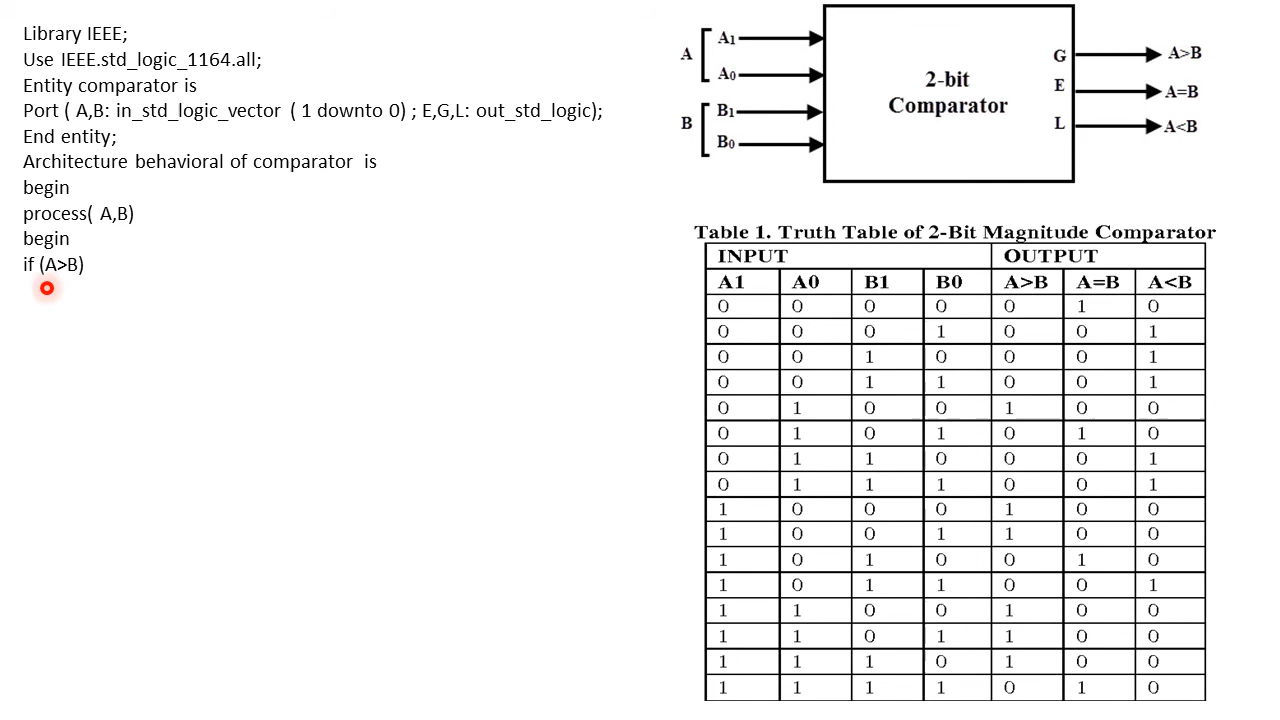 Library IEEE;
Use IEEE.std_logic_1164.all;
Entity comparator is
Port ( A,B: in_std_logic_vector ( 1 downto 0) ; E,G,L: out_std_logic);
End entity;
Architecture behavioral of comparator is
begin
process( A,B)
begin
if (A>B)
A
A1
A0
B
B1
B0
2-bit
Comparator
G
E
L
A>B
A=B
A<B
Table 1. Truth Table of 2-Bit Magnitude Comparator
INPUT OUTPUT
A1 A0 B1 B0 A>B A=B A<B
0 0 0 0 0 1 0
0 0 0 1 0 0 1
0 0 1 0 0 0 1
0 0 1 1 0 0 1
0 1 0 0 1 0 0
0 1 0 1 0 1 0
0 1 1 0 0 0 1
0 1 1 1 0 0 1
1 0 0 0 1 0 0
1 0 0 1 1 0 0
1 0 1 0 0 1 0
1 0 1 1 0 0 1
1 1 0 0 1 0 0
1 1 0 1 1 0 0
1 1 1 0 1 0 0
1 1 1 1 0 1 0